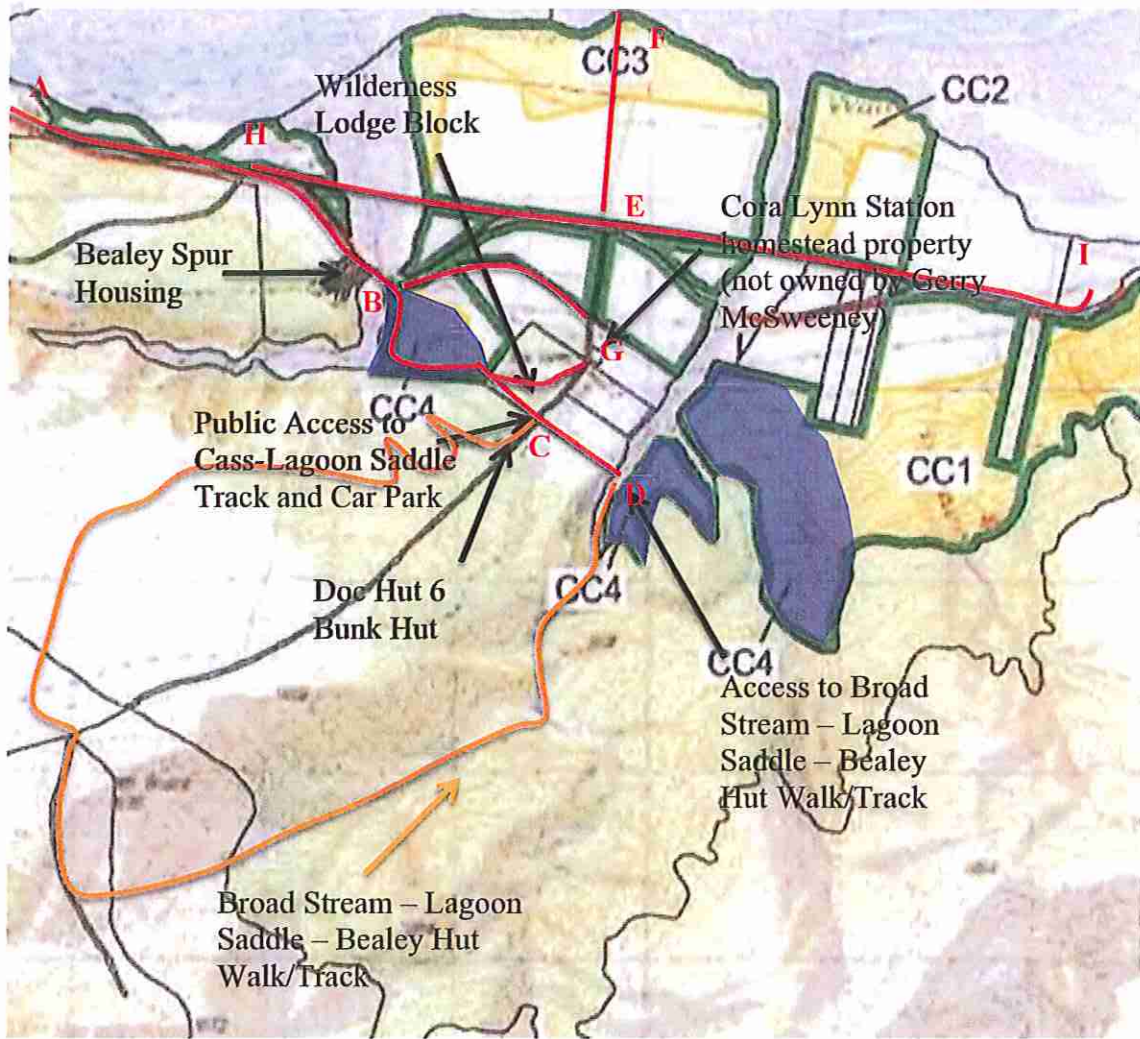 A
F
CC3
CC2
Wilderness
Lodge Block
H
E
Cora Lynn Station
homestead property
(not owned by Gerry
McSweeney)
I
Bealey Spur
Housing
B
G
CC4
Public Access to
Cass-Lagoon Saddle
Track and Car Park
C
D
CC1
Doc Hut 6
Bunk Hut
CC4
CC4
Access to Broad
Stream – Lagoon
Saddle – Bealey
Hut Walk/Track
Broad Stream – Lagoon
Saddle – Bealey Hut
Walk/Track